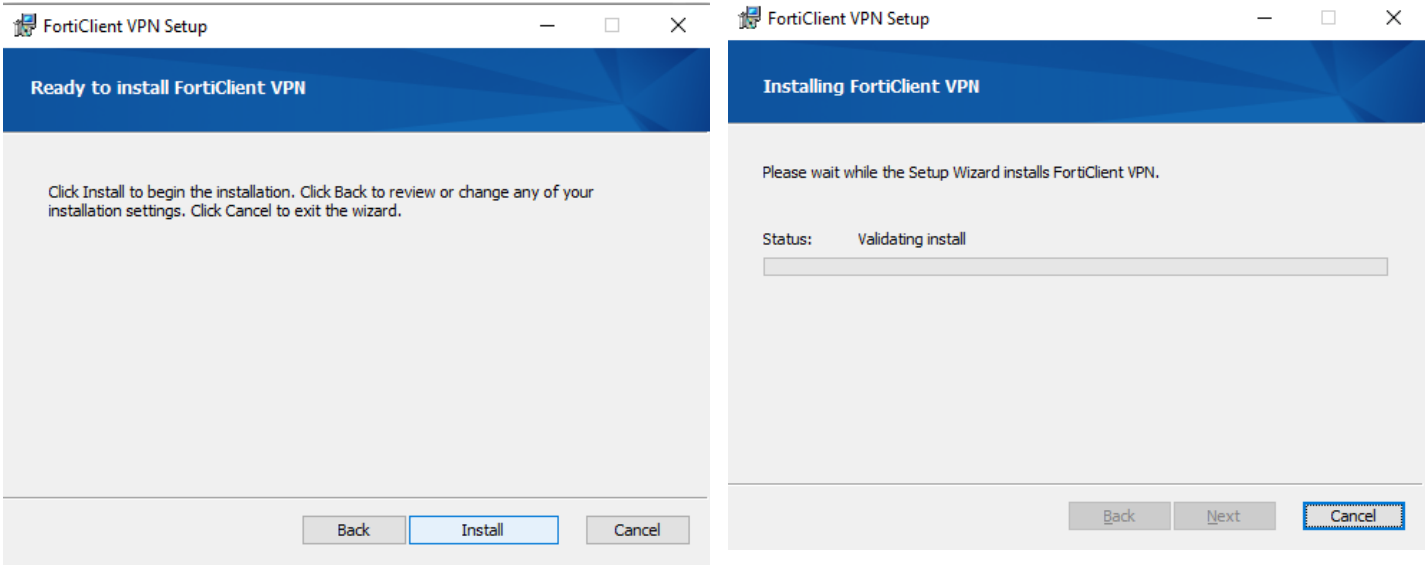 FortiClient VPN Setup
Ready to install FortiClient VPN
Click Install to begin the installation. Click Back to review or change any of your
installation settings. Click Cancel to exit the wizard.
Back
Install
Cancel
FortiClient VPN Setup
Installing FortiClient VPN
Please wait while the Setup Wizard installs FortiClient VPN.
Status: Validating install
Back
Next
Cancel